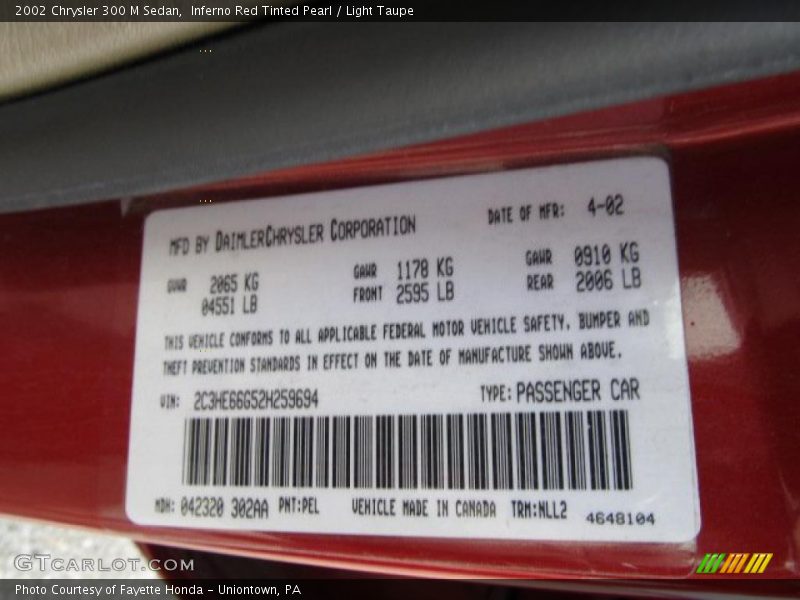 2002 Chrysler 300 M Sedan, Inferno Red Tinted Pearl / Light Taupe
MFD BY DAIMLERCHRYSLER CORPORATION DATE OF MFR: 4-02
GVWR 2065 KG GAWR 1178 KG GAWR 0910 KG
04551 LB FRONT 2595 LB REAR 2006 LB
THIS VEHICLE CONFORMS TO ALL APPLICABLE FEDERAL MOTOR VEHICLE SAFETY, BUMPER AND
THEFT PREVENTION STANDARDS IN EFFECT ON THE DATE OF MANUFACTURE SHOWN ABOVE.
VIN: 2C3HE66G52H259694 TYPE: PASSENGER CAR
MDH: 042320 302AA PNT:PEL VEHICLE MADE IN CANADA TRM:NLL2 4648104
GTCARLOT.COM
Photo Courtesy of Fayette Honda - Uniontown, PA